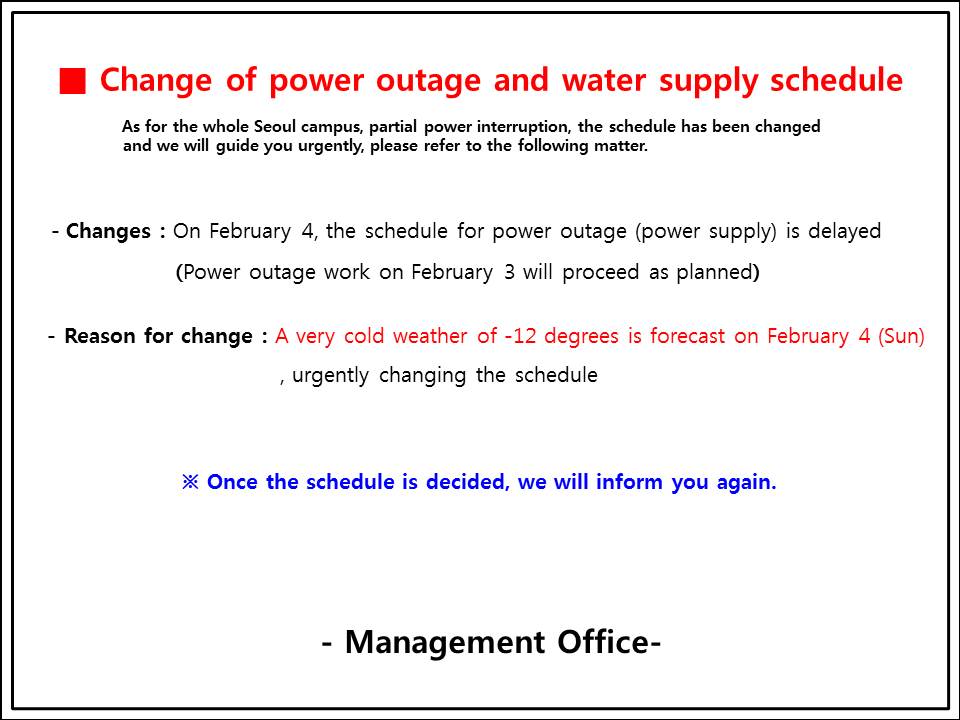 ■ Change of power outage and water supply schedule
As for the whole Seoul campus, partial power interruption, the schedule has been changed
and we will guide you urgently, please refer to the following matter.
- Changes : On February 4, the schedule for power outage (power supply) is delayed
(Power outage work on February 3 will proceed as planned)
- Reason for change : A very cold weather of -12 degrees is forecast on February 4 (Sun)
, urgently changing the schedule
※ Once the schedule is decided, we will inform you again.
- Management Office-